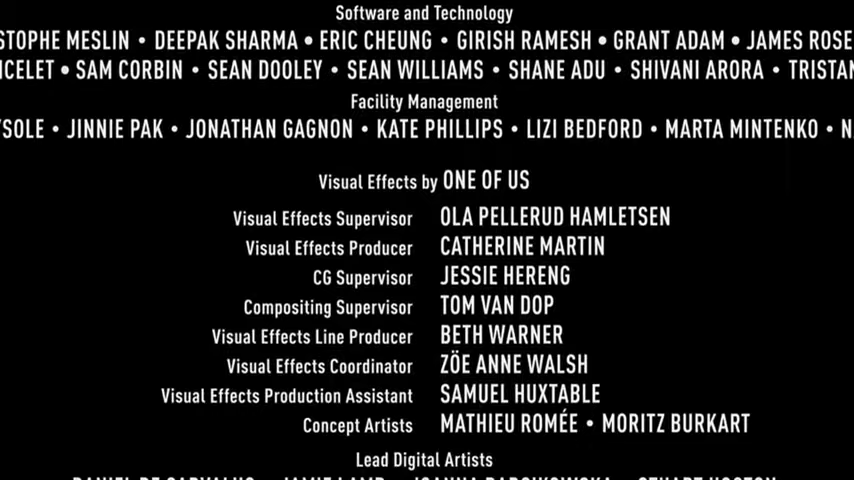 Software and Technology
STOPHE MESLIN • DEEPAK SHARMA • ERIC CHEUNG • GIRISH RAMESH • GRANT ADAM • JAMES ROSE
CELET • SAM CORBIN • SEAN DOOLEY • SEAN WILLIAMS • SHANE ADU • SHIVANI ARORA • TRISTAN
Facility Management
YSOLE • JINNIE PAK • JONATHAN GAGNON • KATE PHILLIPS • LIZI BEDFORD • MARTA MINTENKO • N
Visual Effects by ONE OF US
Visual Effects Supervisor OLA PELLERUD HAMLETSEN
Visual Effects Producer CATHERINE MARTIN
CG Supervisor JESSIE HERENG
Compositing Supervisor TOM VAN DOP
Visual Effects Line Producer BETH WARNER
Visual Effects Coordinator ZÖE ANNE WALSH
Visual Effects Production Assistant SAMUEL HUXTABLE
Concept Artists MATHIEU ROMÉE • MORITZ BURKART
Lead Digital Artists